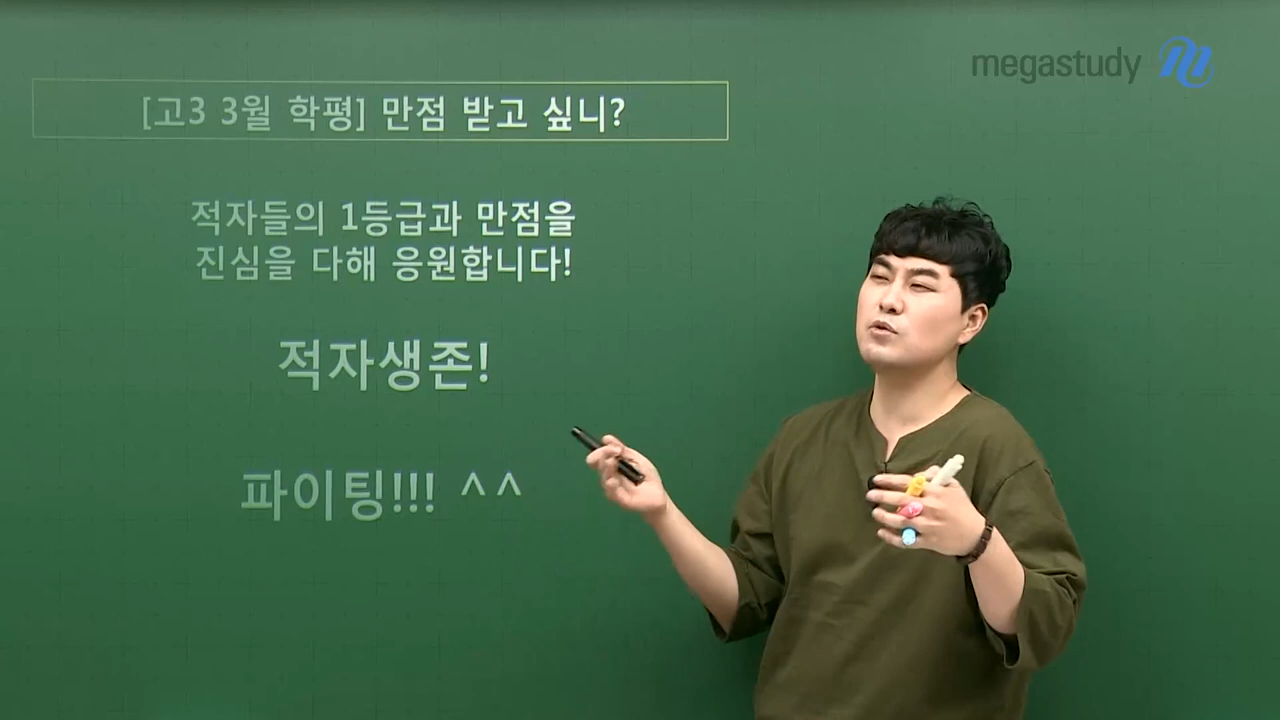 megastudy
[고3 3월 학평] 만점 받고 싶니?
적자들의 1등급과 만점을
진심을 다해 응원합니다!
적자생존!
파이팅!!! ^^